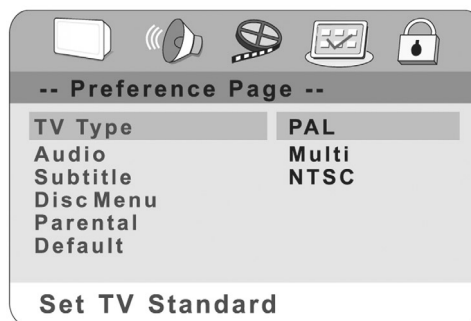 -- Preference Page --
TV Type PAL
Audio Multi
Subtitle NTSC
Disc Menu
Parental
Default
Set TV Standard